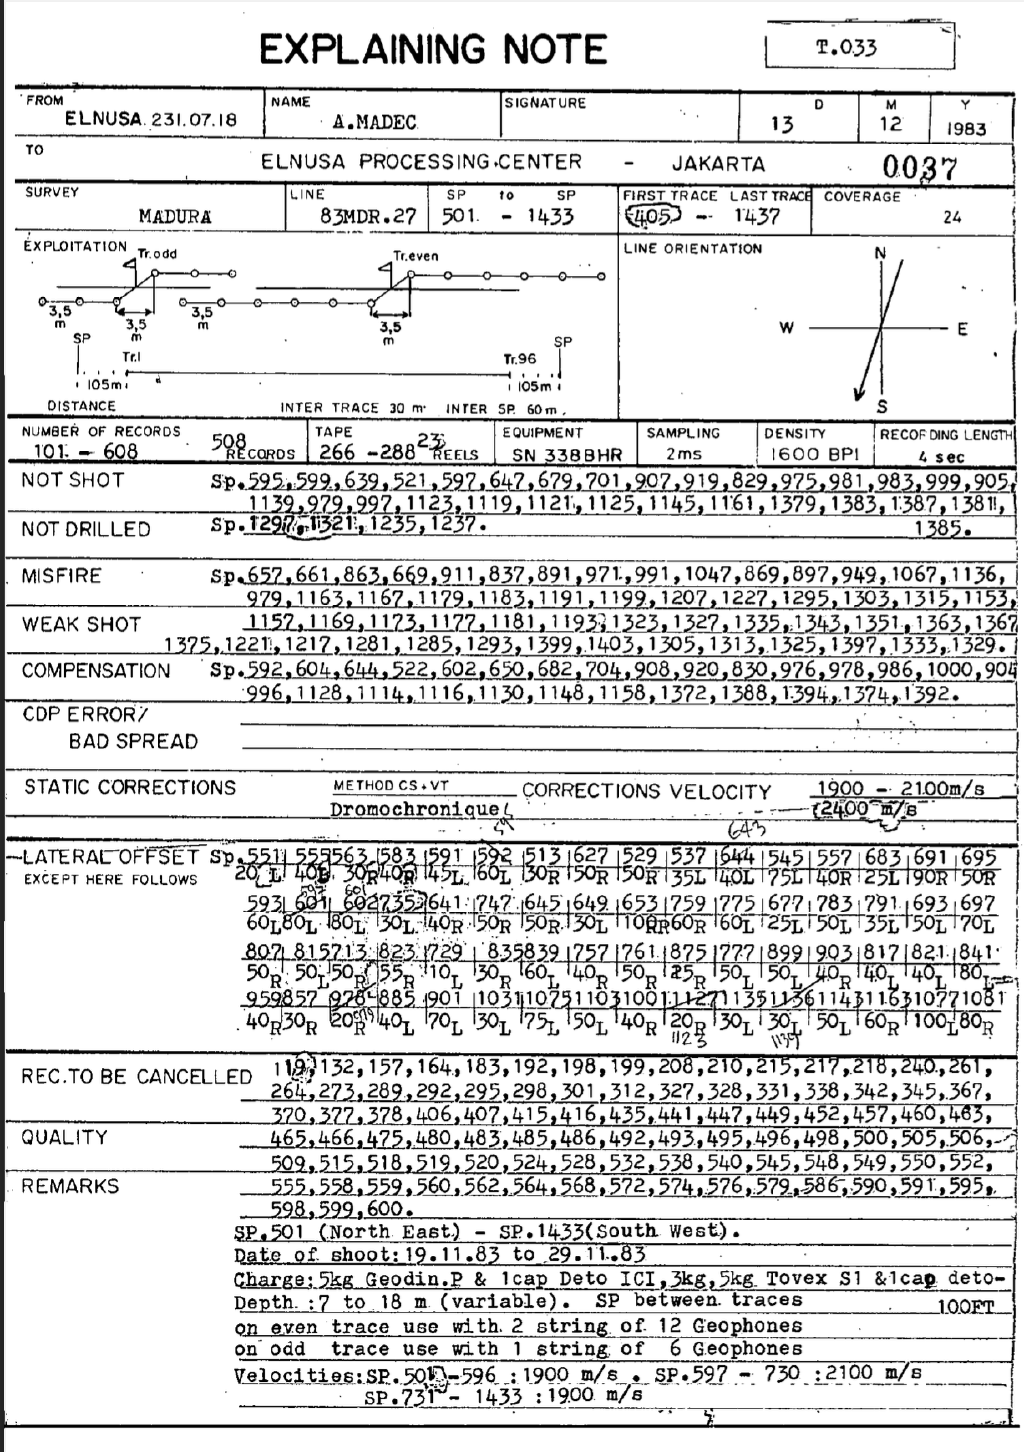 EXPLAINING NOTE
T.033
FROM
ELNUSA 231.07.18
NAME
A.MADEC
SIGNATURE
D M Y
13 12 1983
TO
ELNUSA PROCESSING CENTER - JAKARTA 0037
SURVEY
MADURA
LINE
83MDR.27
SP to SP
501. - 1433
FIRST TRACE LAST TRACE
(405) - 1437
COVERAGE
24
EXPLOITATION
Tr.odd
Tr.even
3,5 m
3,5 m
3,5 m
3,5 m
SP
Tr.1
105m
SP
Tr.96
105m
DISTANCE INTER TRACE 30 m INTER SP. 60 m.
LINE ORIENTATION
N
W E
S
NUMBER OF RECORDS
101. - 608
508 RECORDS
TAPE
266 -288 23 REELS
EQUIPMENT
SN 338BHR
SAMPLING
2ms
DENSITY
1600 BPI
RECORDING LENGTH
4 sec
NOT SHOT Sp.595,599,639,521,597,647,679,701,907,919,829,975,981,983,999,905,
1139,979,997,1123,1119,1121,1125,1145,1161,1379,1383,1387,1381,
1385.
NOT DRILLED Sp.1297,1321,1235,1237.
MISFIRE Sp.657,661,863,669,911,837,891,971,991,1047,869,897,949,1067,1136,
979,1163,1167,1179,1183,1191,1199,1207,1227,1295,1303,1315,1153,
WEAK SHOT 1157,1169,1173,1177,1181,1193,1323,1327,1335,1343,1351,1363,1367
1375,1221,1217,1281,1285,1293,1399,1403,1305,1313,1325,1397,1333,1329.
COMPENSATION Sp.592,604,644,522,602,650,682,704,908,920,830,976,978,986,1000,904
996,1128,1114,1116,1130,1148,1158,1372,1388,1394,1374,1392.
CDP ERROR/
BAD SPREAD
STATIC CORRECTIONS METHOD CS+VT CORRECTIONS VELOCITY 1900 - 2100m/s
Dromochronique (2400 m/s
643
LATERAL OFFSET Sp.551 555 563 583 591 592 513 627 529 537 644 545 557 683 691 695
EXCEPT HERE FOLLOWS 20L 40R 30R 40R 45L 60L 30R 50R 50R 35L 40L 75L 40R 25L 90R 50R
593 601 602 735 641 747 645 649 653 759 775 677 783 791 693 697
60L 80L 80L 30L 40R 50R 50R 30L 10R 60R 60L 25L 50L 35L 50L 70L
807 815 713 823 729 835 839 757 761 875 777 899 903 817 821 841
50R 50L 50R 55R 10L 30R 60L 40R 50R 25R 50L 50L 40R 40L 40L 80L
959 857 978 885 901 1031 1075 1103 1001 1127 1135 1136 1143 1163 1077 1081
40R 30R 20R 40L 70L 30L 75L 50L 40R 20R 30L 30L 50L 60R 100L 80R
1123
REC.TO BE CANCELLED 119,132,157,164,183,192,198,199,208,210,215,217,218,240,261,
264,273,289,292,295,298,301,312,327,328,331,338,342,345,367,
370,377,378,406,407,415,416,435,441,447,449,452,457,460,463,
QUALITY 465,466,475,480,483,485,486,492,493,495,496,498,500,505,506,
509,515,518,519,520,524,528,532,538,540,545,548,549,550,552,
REMARKS 555,558,559,560,562,564,568,572,574,576,579,586,590,591,595,
598,599,600.
SP.501 (North East) - SP.1433(South West).
Date of shoot:19.11.83 to 29.11.83
Charge:5kg Geodin.P & 1cap Deto ICI,3kg,5kg Tovex S1 &1cap deto-
Depth :7 to 18 m (variable). SP between traces 100FT
on even trace use with 2 string of 12 Geophones
on odd trace use with 1 string of 6 Geophones
Velocities:SP.501-596 :1900 m/s . SP.597 - 730 :2100 m/s
SP.731 - 1433 :1900 m/s